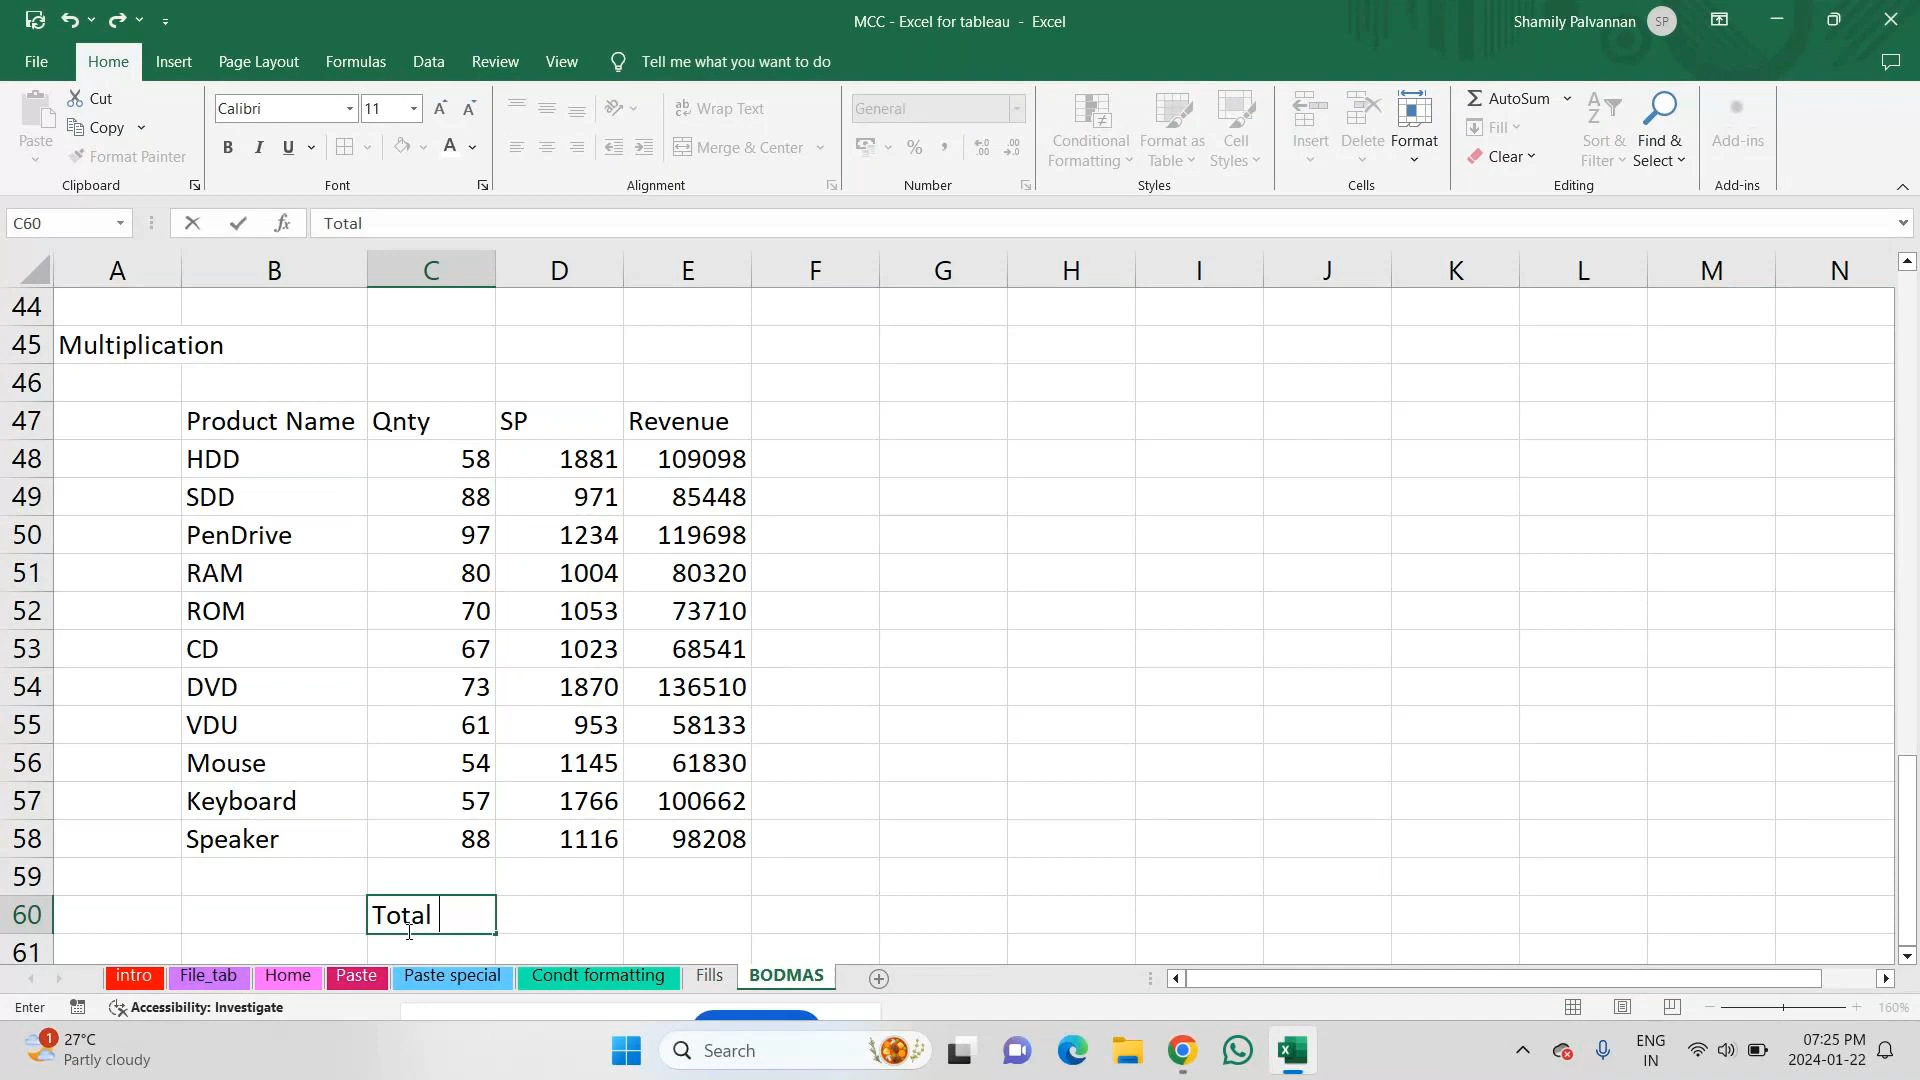 MCC - Excel for tableau - Excel
Shamily Palvannan SP
File Home Insert Page Layout Formulas Data Review View Tell me what you want to do
Cut
Copy
Format Painter
Paste
Clipboard
Calibri 11
B I U A
Font
Wrap Text
Merge & Center
Alignment
General
% ,
Number
Conditional Formatting
Format as Table
Cell Styles
Styles
Insert Delete Format
Cells
AutoSum
Fill
Clear
Sort & Filter
Find & Select
Editing
Add-ins
Add-ins
C60 fx Total
A B C D E F G H I J K L M N
44
45 Multiplication
46
47 Product Name Qnty SP Revenue
48 HDD 58 1881 109098
49 SDD 88 971 85448
50 PenDrive 97 1234 119698
51 RAM 80 1004 80320
52 ROM 70 1053 73710
53 CD 67 1023 68541
54 DVD 73 1870 136510
55 VDU 61 953 58133
56 Mouse 54 1145 61830
57 Keyboard 57 1766 100662
58 Speaker 88 1116 98208
59
60 Total
61
intro File_tab Home Paste Paste special Condt formatting Fills BODMAS
Enter Accessibility: Investigate 160%
1 27°C
Partly cloudy
Search
ENG
IN
07:25 PM
2024-01-22